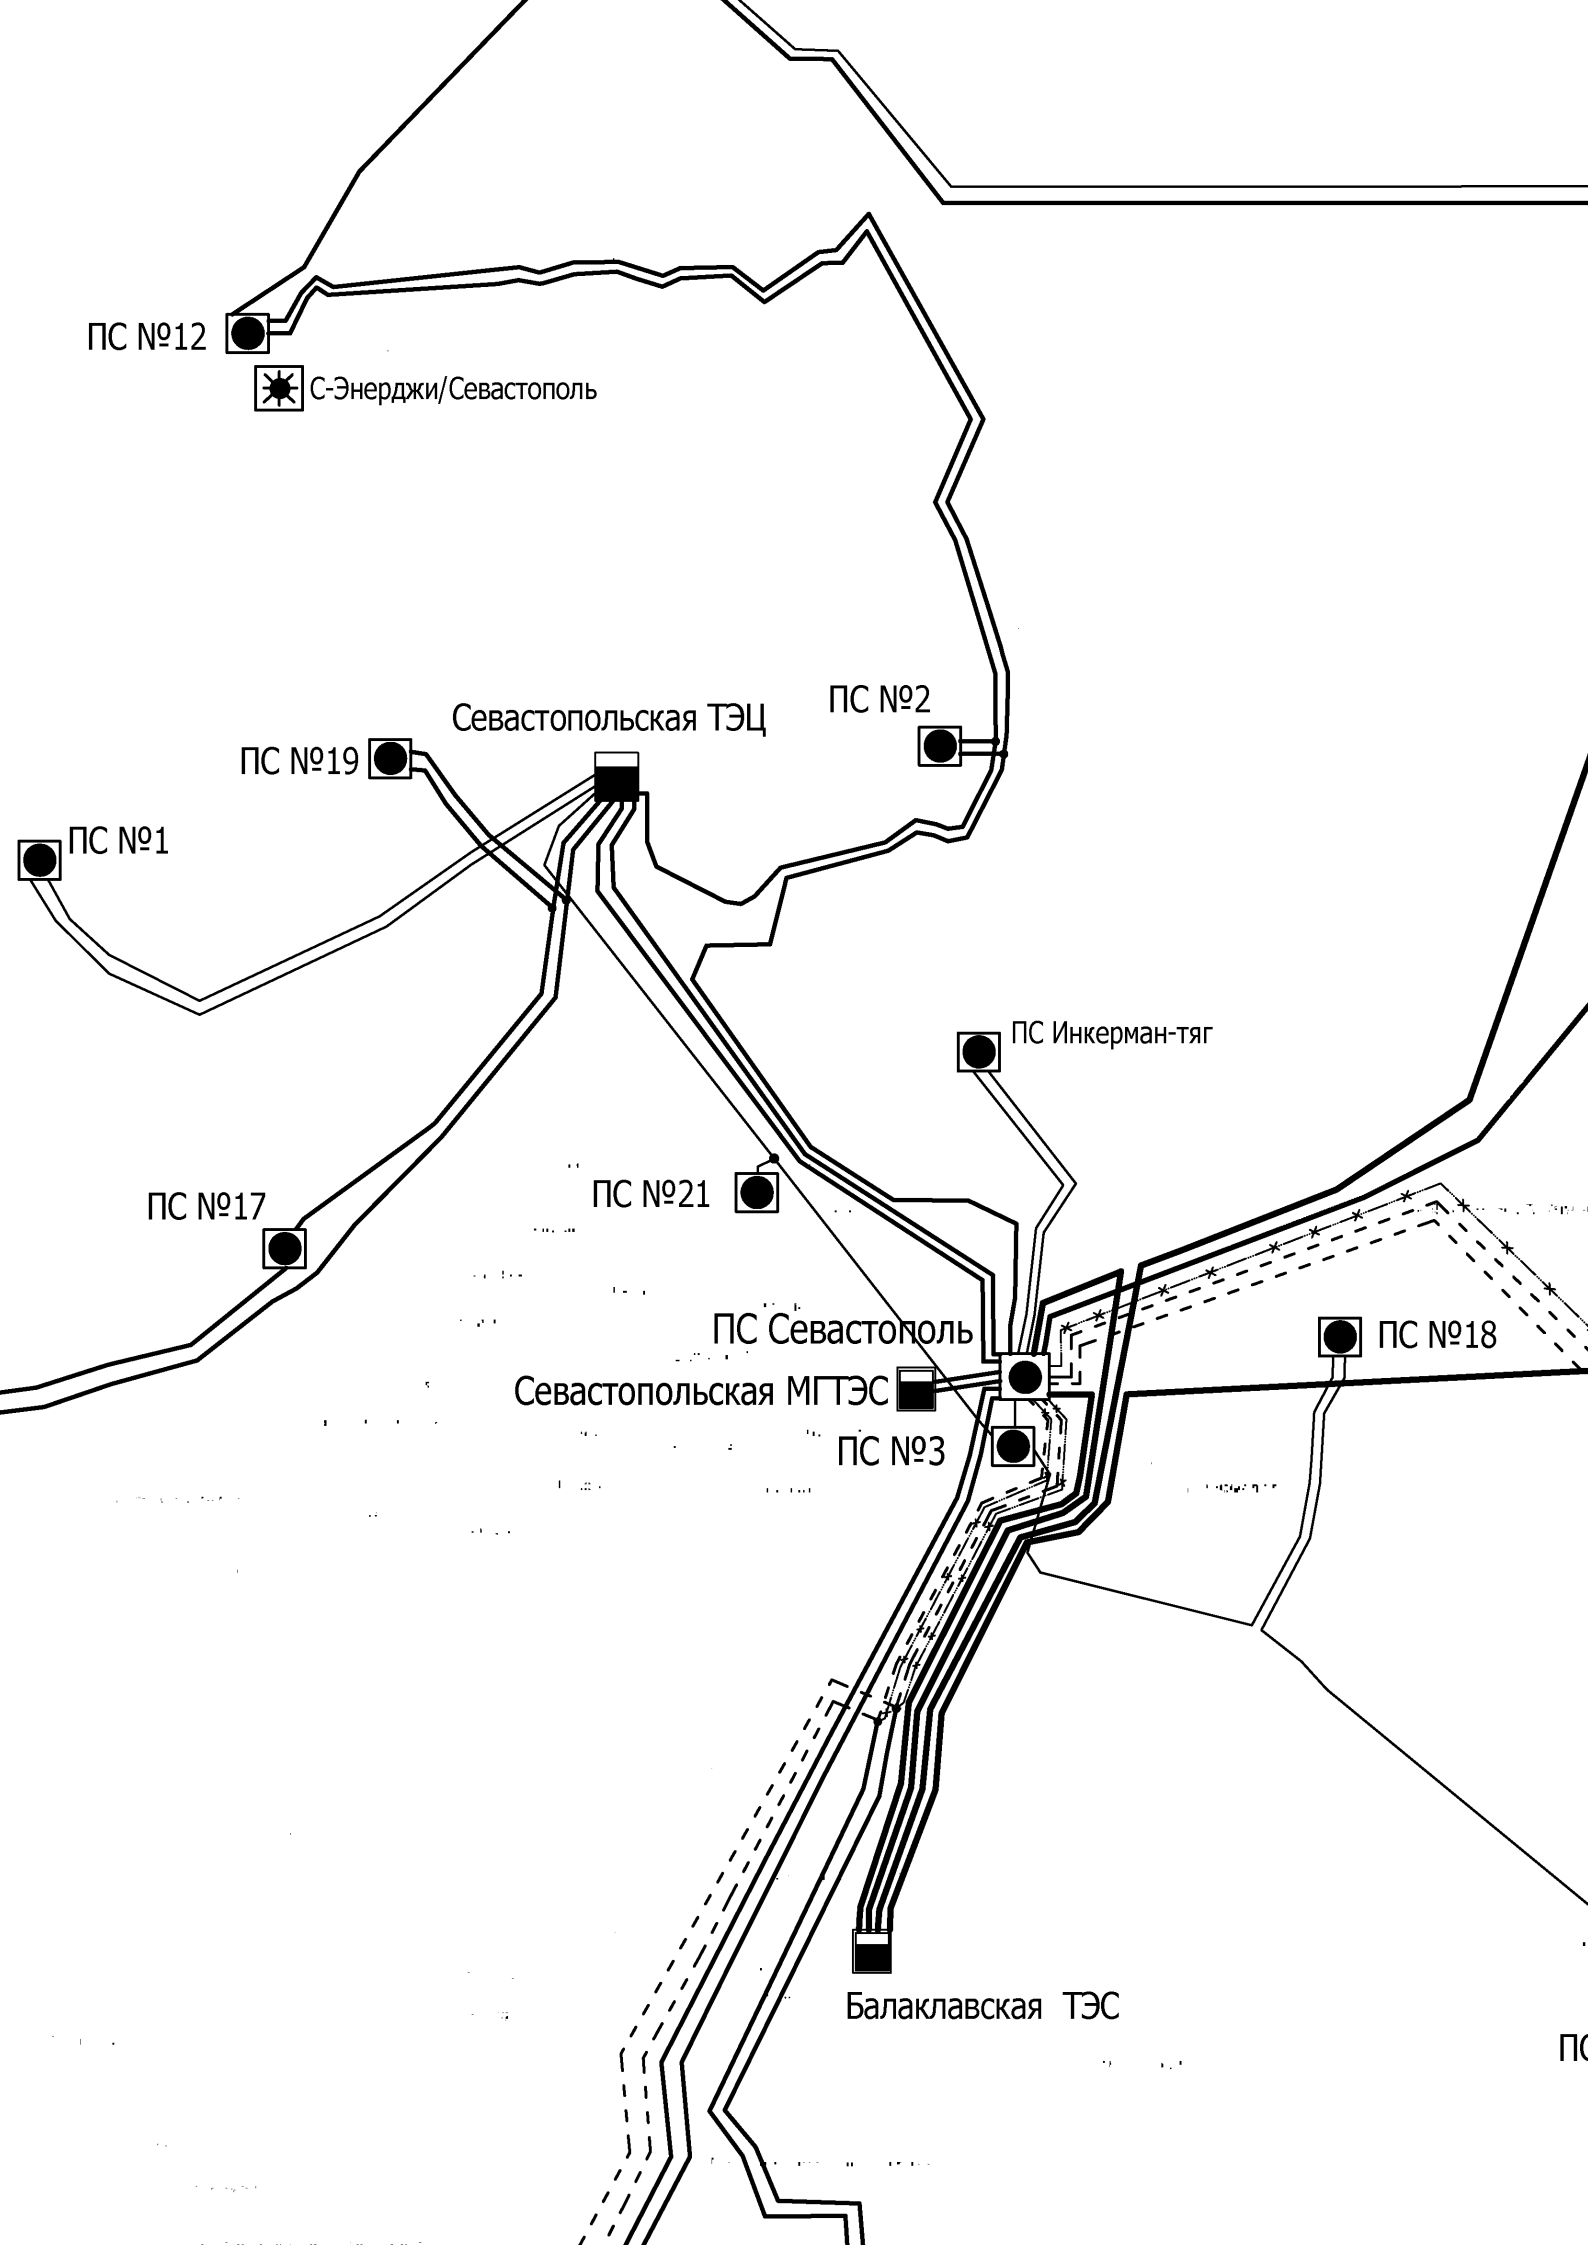 ПС №12
С-Энерджи/Севастополь
ПС №2
Севастопольская ТЭЦ
ПС №19
ПС №1
ПС Инкерман-тяг
ПС №21
ПС №17
ПС Севастополь
ПС №18
Севастопольская МГТЭС
ПС №3
Балаклавская ТЭС